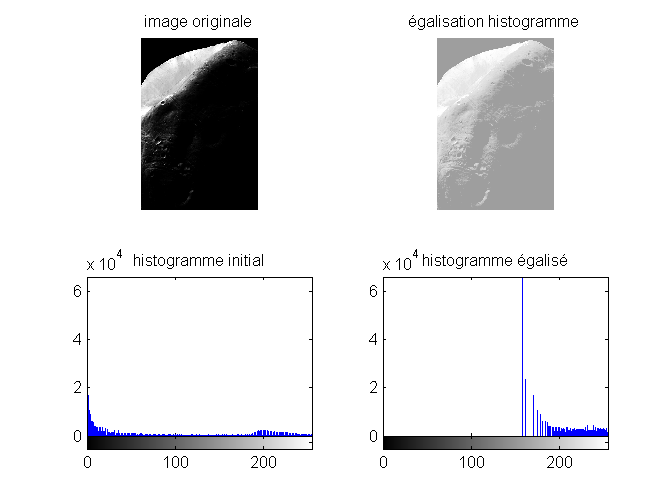 image originale
égalisation histogramme
x 10^4 histogramme initial
6
4
2
0
0 100 200
x 10^4 histogramme égalisé
6
4
2
0
0 100 200